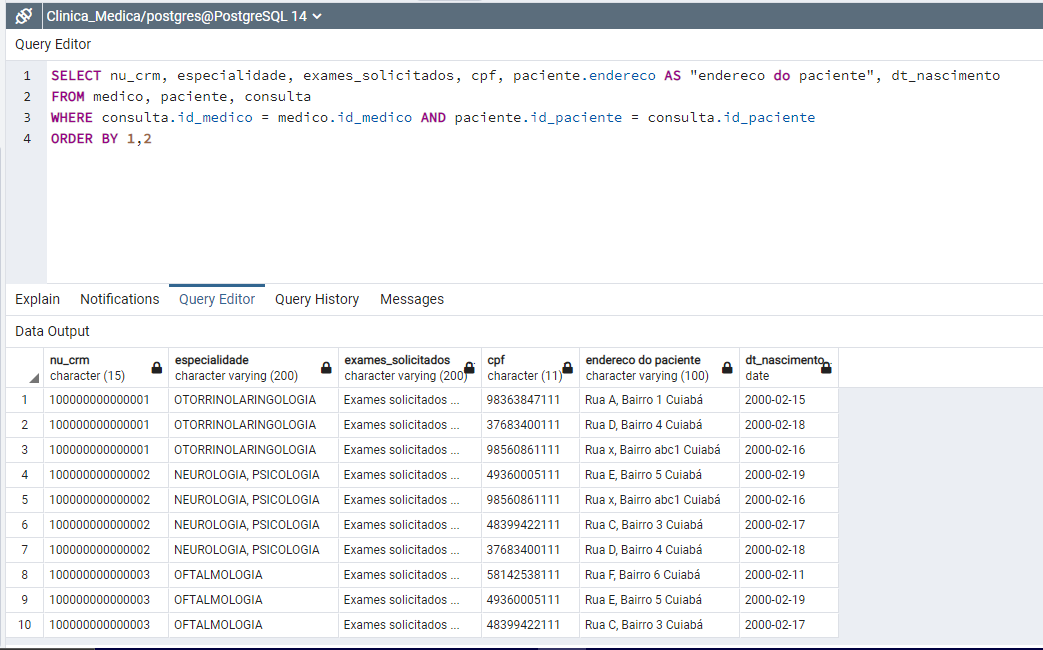 Clinica_Medica/postgres@PostgreSQL 14
Query Editor
1 SELECT nu_crm, especialidade, exames_solicitados, cpf, paciente.endereco AS "endereco do paciente", dt_nascimento
2 FROM medico, paciente, consulta
3 WHERE consulta.id_medico = medico.id_medico AND paciente.id_paciente = consulta.id_paciente
4 ORDER BY 1,2
Explain Notifications Query Editor Query History Messages
Data Output
nu_crm especialidade exames_solicitados cpf endereco do paciente dt_nascimento
character (15) character varying (200) character varying (200) character (11) character varying (100) date
1 100000000000001 OTORRINOLARINGOLOGIA Exames solicitados ... 98363847111 Rua A, Bairro 1 Cuiabá 2000-02-15
2 100000000000001 OTORRINOLARINGOLOGIA Exames solicitados ... 37683400111 Rua D, Bairro 4 Cuiabá 2000-02-18
3 100000000000001 OTORRINOLARINGOLOGIA Exames solicitados ... 98560861111 Rua x, Bairro abc1 Cuiabá 2000-02-16
4 100000000000002 NEUROLOGIA, PSICOLOGIA Exames solicitados ... 49360005111 Rua E, Bairro 5 Cuiabá 2000-02-19
5 100000000000002 NEUROLOGIA, PSICOLOGIA Exames solicitados ... 98560861111 Rua x, Bairro abc1 Cuiabá 2000-02-16
6 100000000000002 NEUROLOGIA, PSICOLOGIA Exames solicitados ... 48399422111 Rua C, Bairro 3 Cuiabá 2000-02-17
7 100000000000002 NEUROLOGIA, PSICOLOGIA Exames solicitados ... 37683400111 Rua D, Bairro 4 Cuiabá 2000-02-18
8 100000000000003 OFTALMOLOGIA Exames solicitados ... 58142538111 Rua F, Bairro 6 Cuiabá 2000-02-11
9 100000000000003 OFTALMOLOGIA Exames solicitados ... 49360005111 Rua E, Bairro 5 Cuiabá 2000-02-19
10 100000000000003 OFTALMOLOGIA Exames solicitados ... 48399422111 Rua C, Bairro 3 Cuiabá 2000-02-17